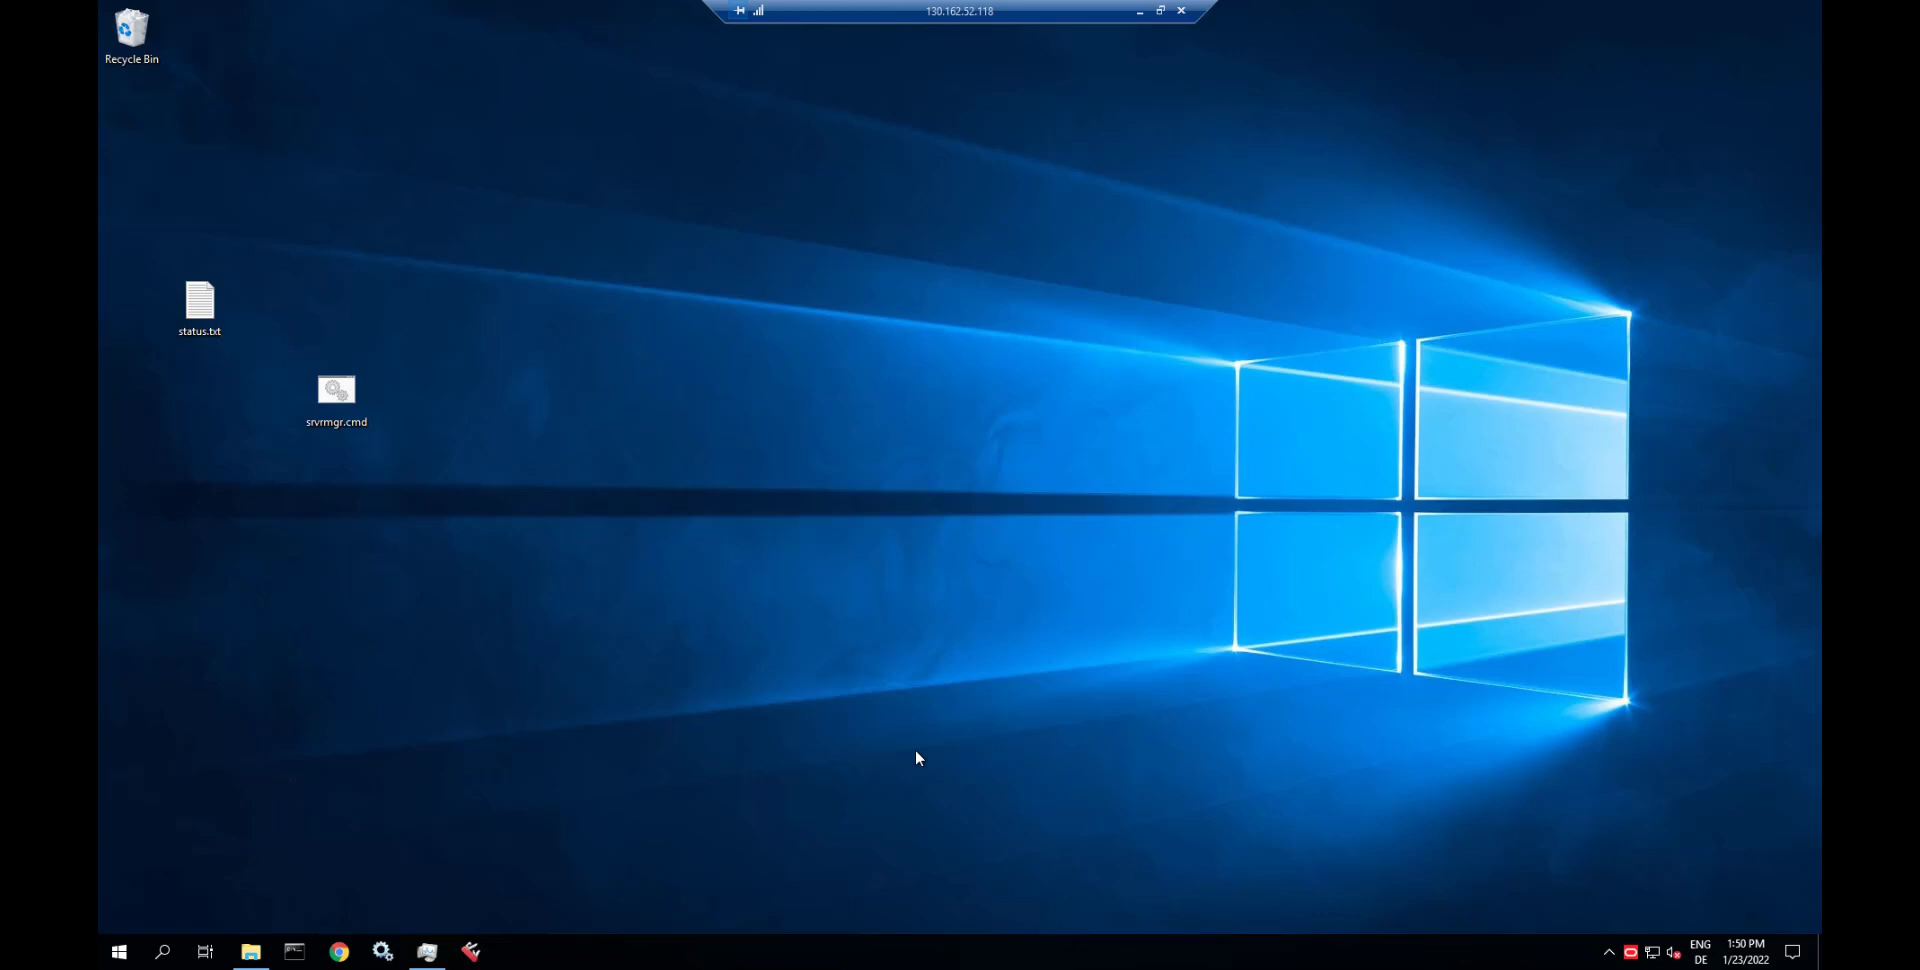 130.162.52.118
Recycle Bin
status.txt
srvrmgr.cmd
ENG
DE
1:50 PM
1/23/2022